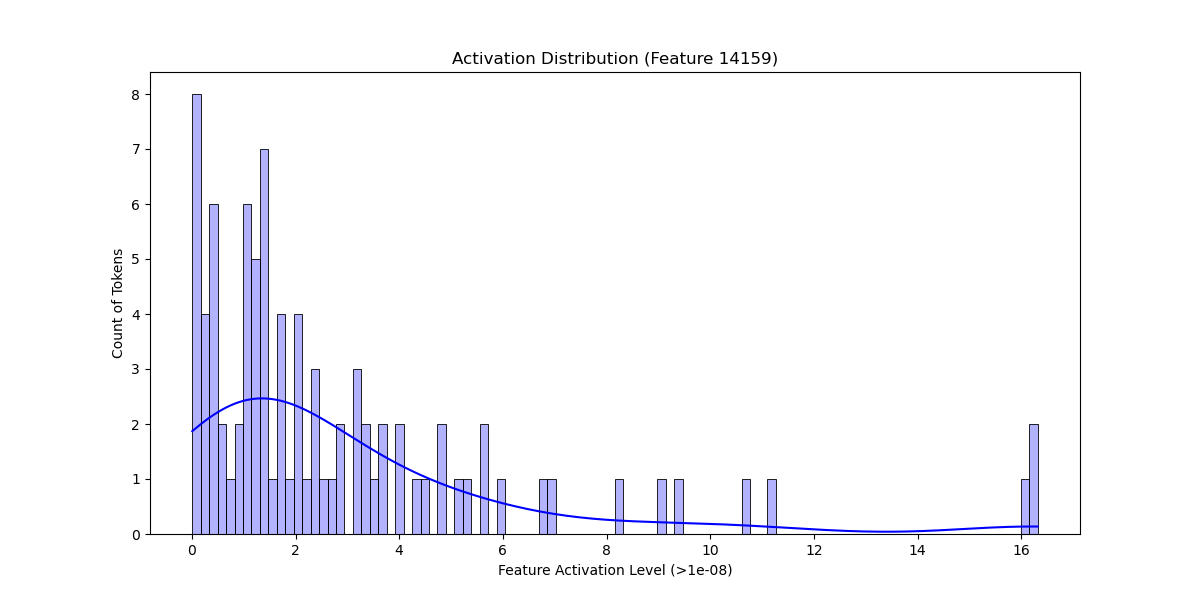 Activation Distribution (Feature 14159)
8
7
6
5
4
3
2
1
0
Count of Tokens
0 2 4 6 8 10 12 14 16
Feature Activation Level (>1e-08)